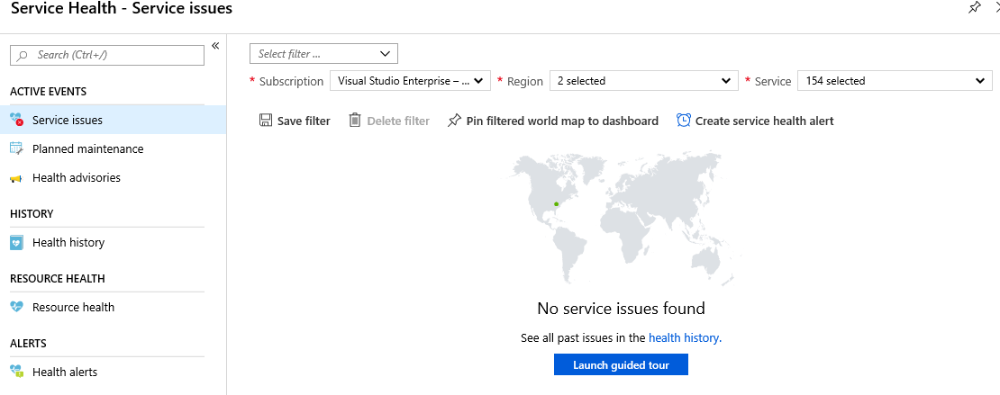 Service Health - Service issues
Search (Ctrl+/)
«
ACTIVE EVENTS
Service issues
Planned maintenance
Health advisories
HISTORY
Health history
RESOURCE HEALTH
Resource health
ALERTS
Health alerts
Select filter ...
* Subscription Visual Studio Enterprise – ... * Region 2 selected * Service 154 selected
Save filter Delete filter Pin filtered world map to dashboard Create service health alert
No service issues found
See all past issues in the health history.
Launch guided tour